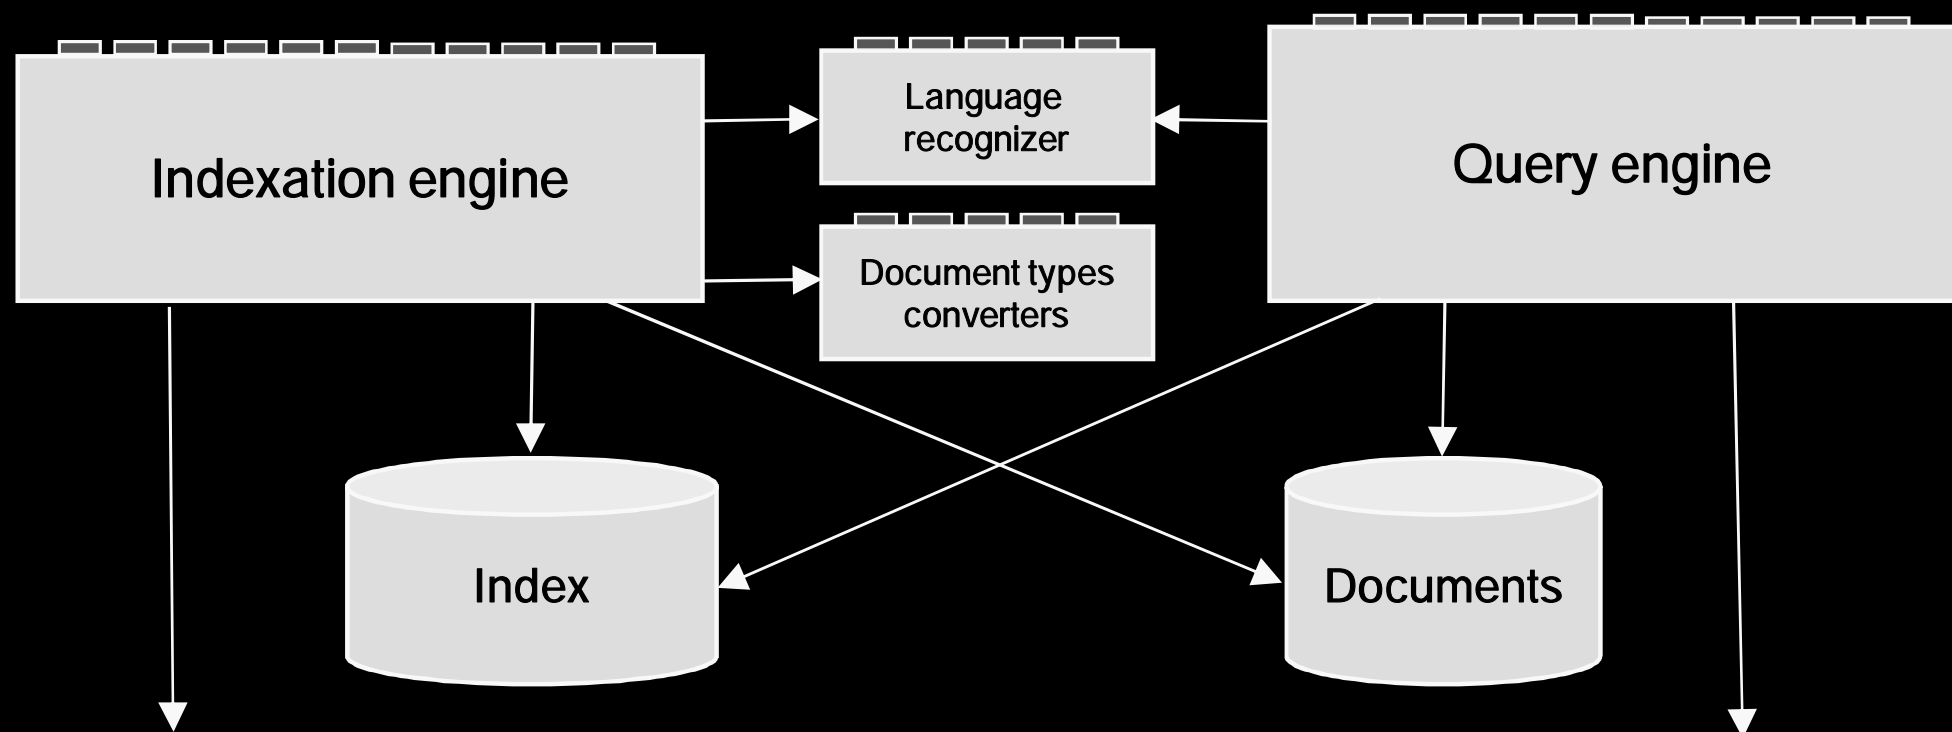 Indexation engine
Language
recognizer
Query engine
Document types
converters
Index
Documents